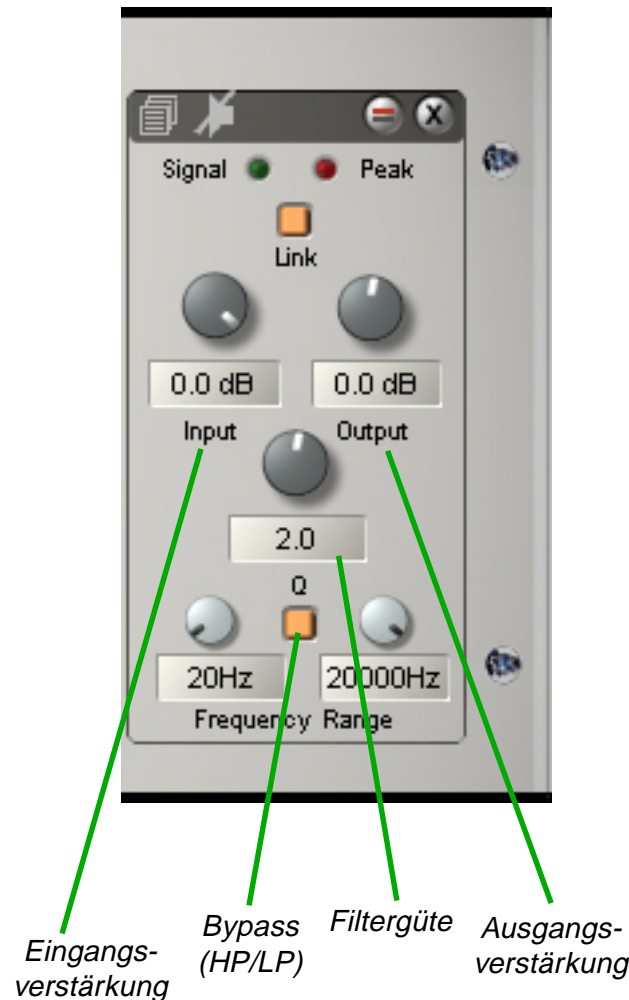 X
Signal Peak
Link
0.0 dB 0.0 dB
Input Output
2.0
Q
20Hz 20000Hz
Frequency Range
Eingangs-
verstärkung
Bypass
(HP/LP)
Filtergüte
Ausgangs-
verstärkung